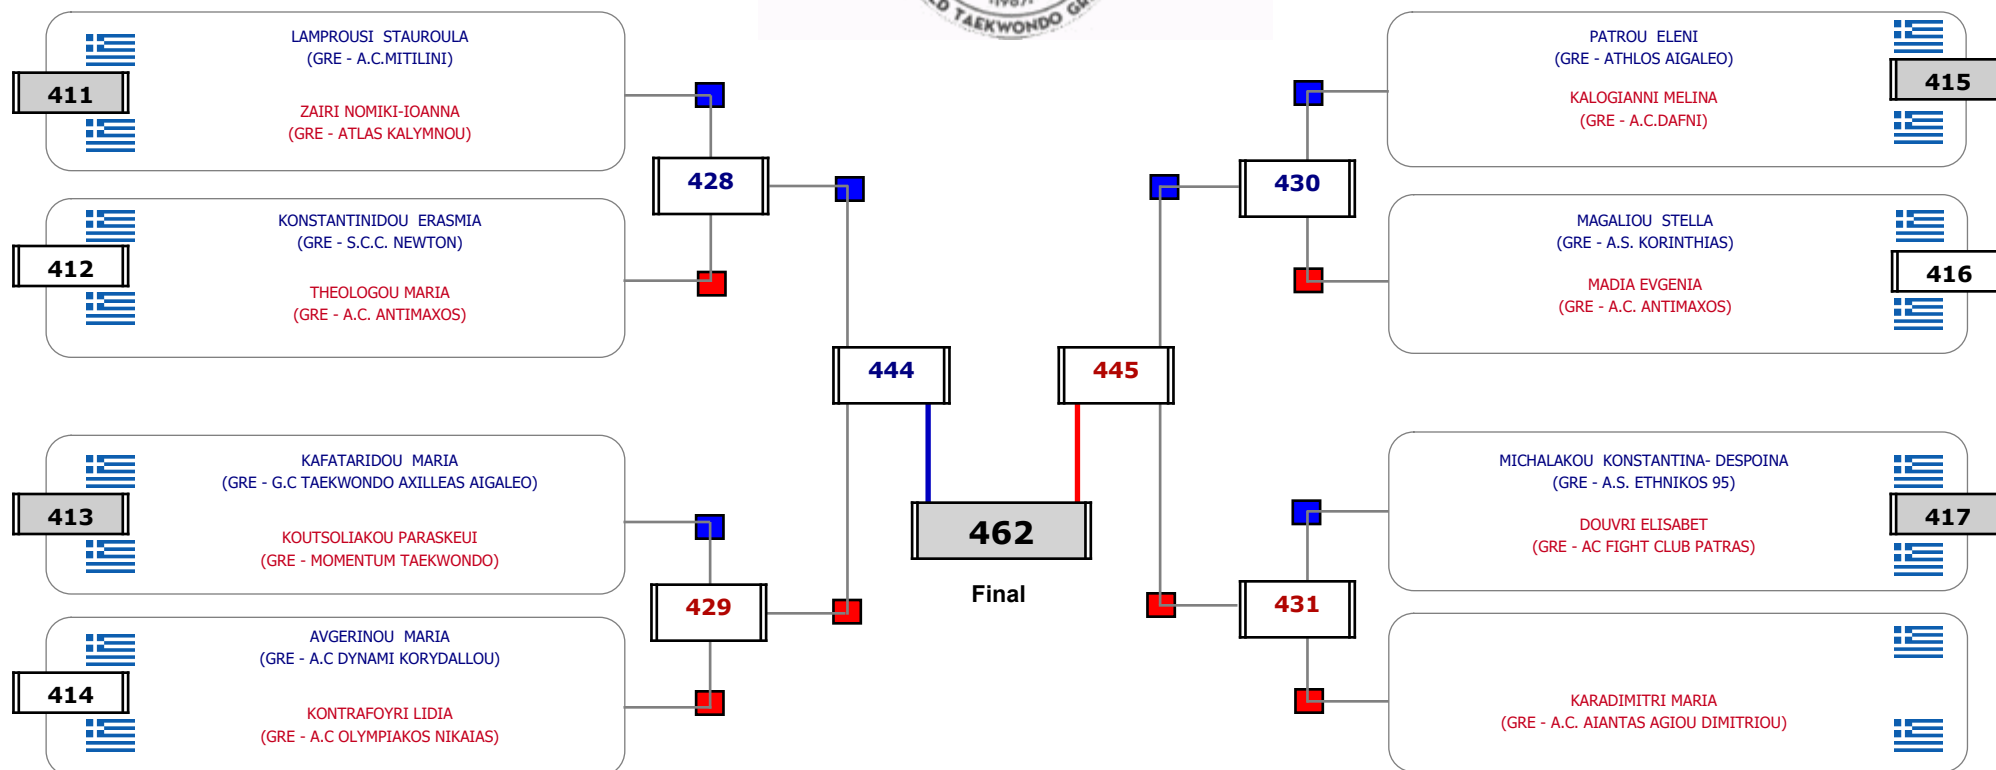 (1987)
LD TAEKWONDO GR
LAMPROUSI STAUROULA
(GRE - A.C.MITILINI)
411
ZAIRI NOMIKI-IOANNA
(GRE - ATLAS KALYMNOU)
428
KONSTANTINIDOU ERASMIA
(GRE - S.C.C. NEWTON)
412
THEOLOGOU MARIA
(GRE - A.C. ANTIMAXOS)
444
KAFATARIDOU MARIA
(GRE - G.C TAEKWONDO AXILLEAS AIGALEO)
413
KOUTSOLIAKOU PARASKEUI
(GRE - MOMENTUM TAEKWONDO)
429
AVGERINOU MARIA
(GRE - A.C DYNAMI KORYDALLOU)
414
KONTRAFOYRI LIDIA
(GRE - A.C OLYMPIAKOS NIKAIAS)
462
Final
PATROU ELENI
(GRE - ATHLOS AIGALEO)
415
KALOGIANNI MELINA
(GRE - A.C.DAFNI)
430
MAGALIOU STELLA
(GRE - A.S. KORINTHIAS)
416
MADIA EVGENIA
(GRE - A.C. ANTIMAXOS)
445
MICHALAKOU KONSTANTINA- DESPOINA
(GRE - A.S. ETHNIKOS 95)
417
DOUVRI ELISABET
(GRE - AC FIGHT CLUB PATRAS)
431
KARADIMITRI MARIA
(GRE - A.C. AIANTAS AGIOU DIMITRIOU)